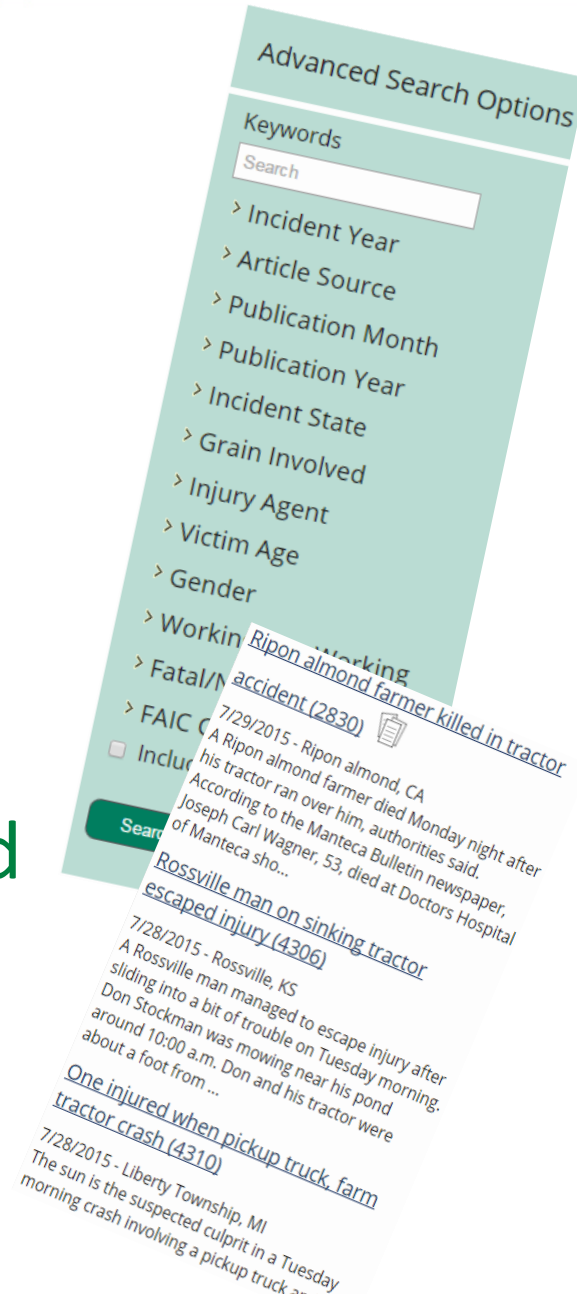 Advanced Search Options
Keywords
Search
> Incident Year
> Article Source
> Publication Month
> Publication Year
> Incident State
> Grain Involved
> Injury Agent
> Victim Age
> Gender
> Workin Working
> Fatal/N
> FAIC C
Includ
Searc
d
Ripon almond farmer killed in tractor
accident (2830)
7/29/2015 - Ripon almond, CA
A Ripon almond farmer died Monday night after
his tractor ran over him, authorities said.
According to the Manteca Bulletin newspaper,
Joseph Carl Wagner, 53, died at Doctors Hospital
of Manteca sho...
Rossville man on sinking tractor
escaped injury (4306)
7/28/2015 - Rossville, KS
A Rossville man managed to escape injury after
sliding into a bit of trouble on Tuesday morning.
Don Stockman was mowing near his pond
around 10:00 a.m. Don and his tractor were
about a foot from ...
One injured when pickup truck, farm
tractor crash (4310)
7/28/2015 - Liberty Township, MI
The sun is the suspected culprit in a Tuesday
morning crash involving a pickup truck